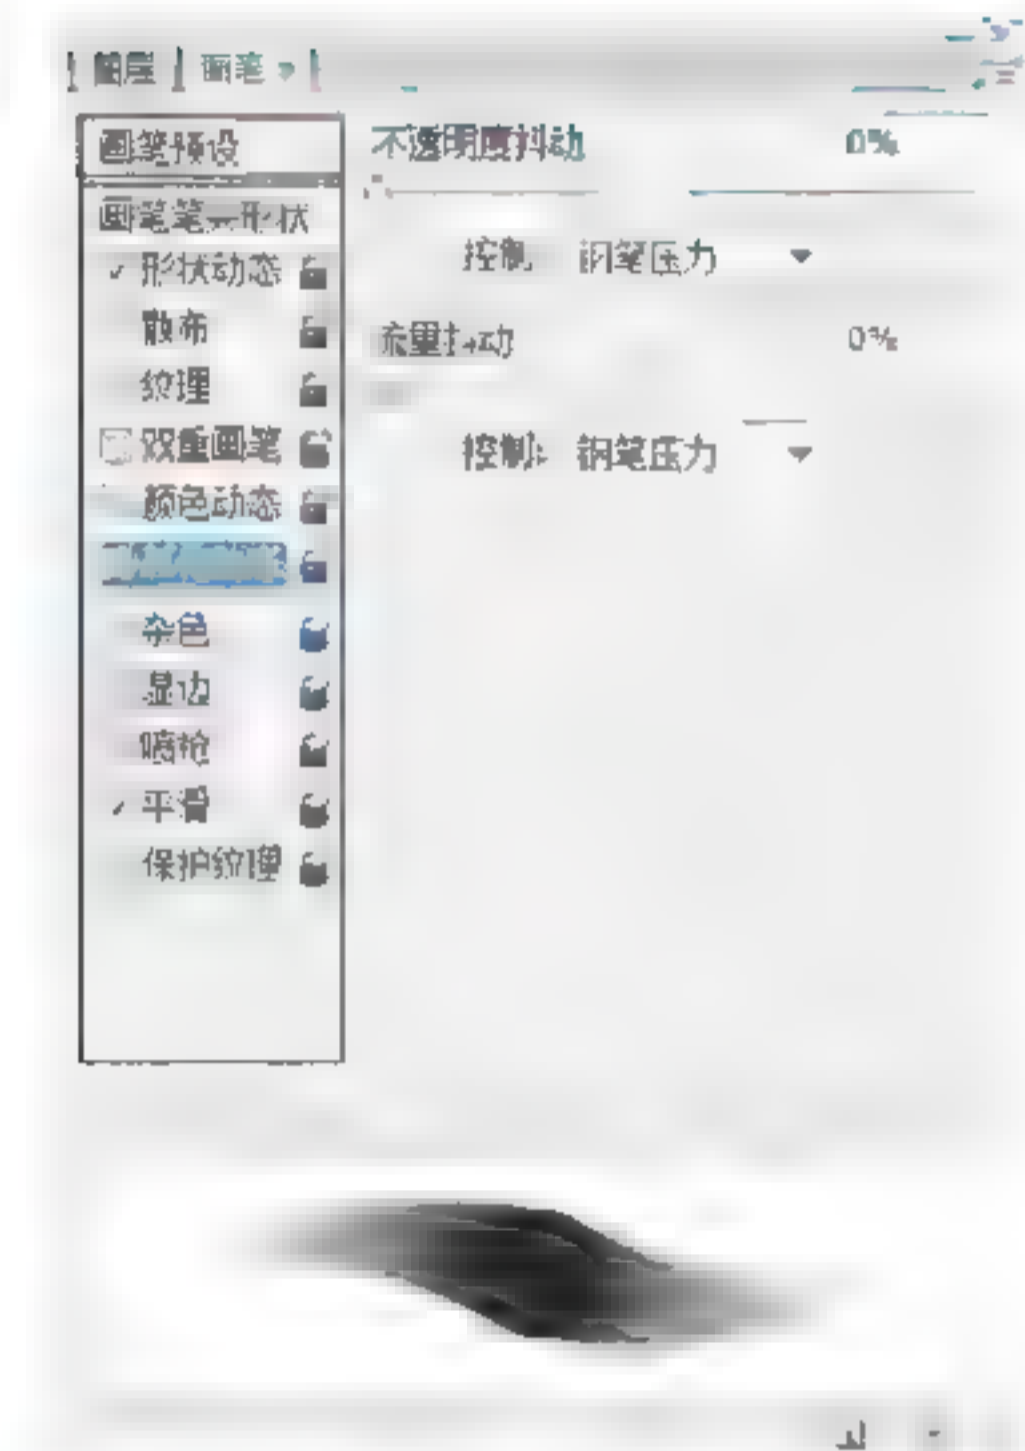 图层 画笔
画笔预设
不透明度抖动 0%
画笔笔尖形状
控制 钢笔压力
形状动态
散布
流量抖动 0%
纹理
双重画笔
控制: 钢笔压力
颜色动态
杂色
湿边
喷枪
平滑
保护纹理